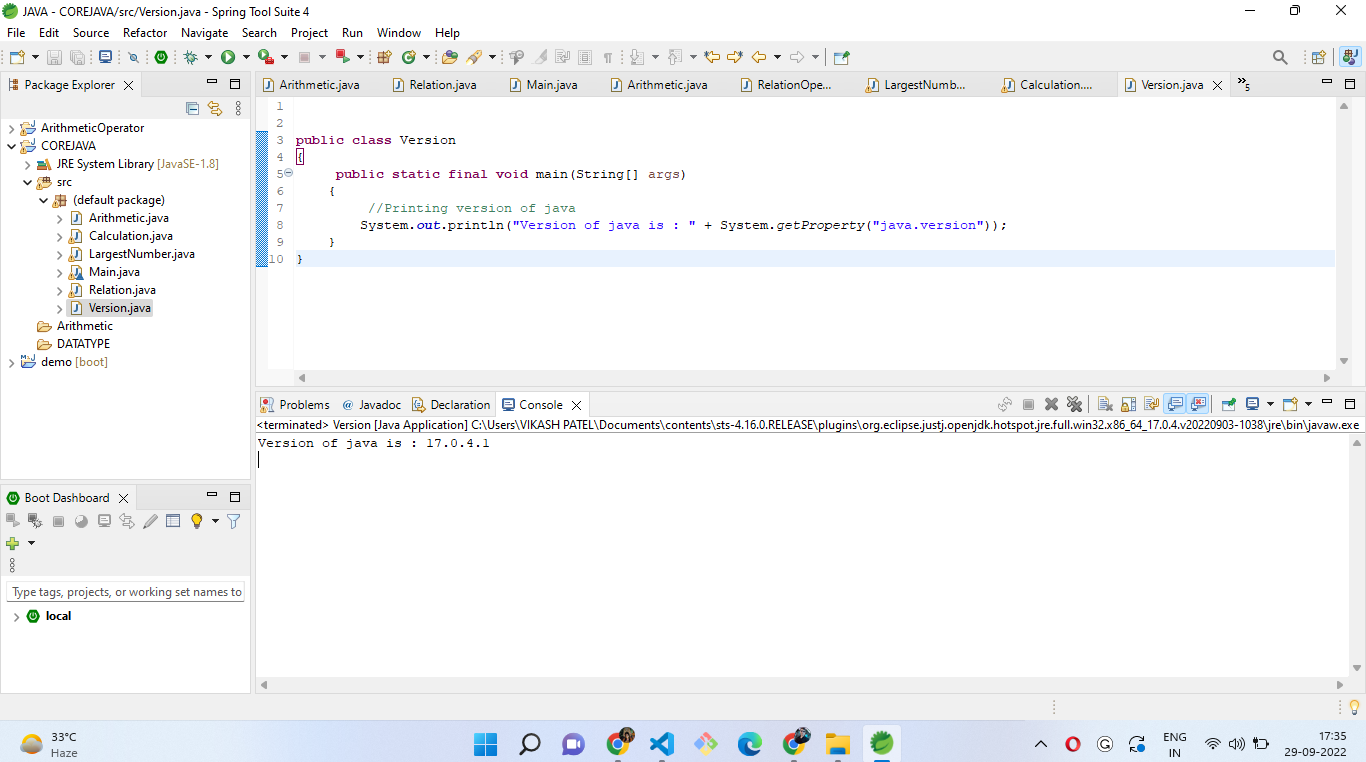 JAVA - COREJAVA/src/Version.java - Spring Tool Suite 4
File Edit Source Refactor Navigate Search Project Run Window Help
Package Explorer
ArithmeticOperator
COREJAVA
JRE System Library [JavaSE-1.8]
src
(default package)
Arithmetic.java
Calculation.java
LargestNumber.java
Main.java
Relation.java
Version.java
Arithmetic
DATATYPE
demo [boot]
Arithmetic.java Relation.java Main.java Arithmetic.java RelationOpe... LargestNumb... Calculation.... Version.java »5
1
2
3 public class Version
4 {
5 public static final void main(String[] args)
6 {
7 //Printing version of java
8 System.out.println("Version of java is : " + System.getProperty("java.version"));
9 }
10 }
Problems @ Javadoc Declaration Console
<terminated> Version [Java Application] C:\Users\VIKASH PATEL\Documents\contents\sts-4.16.0.RELEASE\plugins\org.eclipse.justj.openjdk.hotspot.jre.full.win32.x86_64_17.0.4.v20220903-1038\jre\bin\javaw.exe
Version of java is : 17.0.4.1
Boot Dashboard
Type tags, projects, or working set names to
local
33°C
Haze
ENG
IN
17:35
29-09-2022